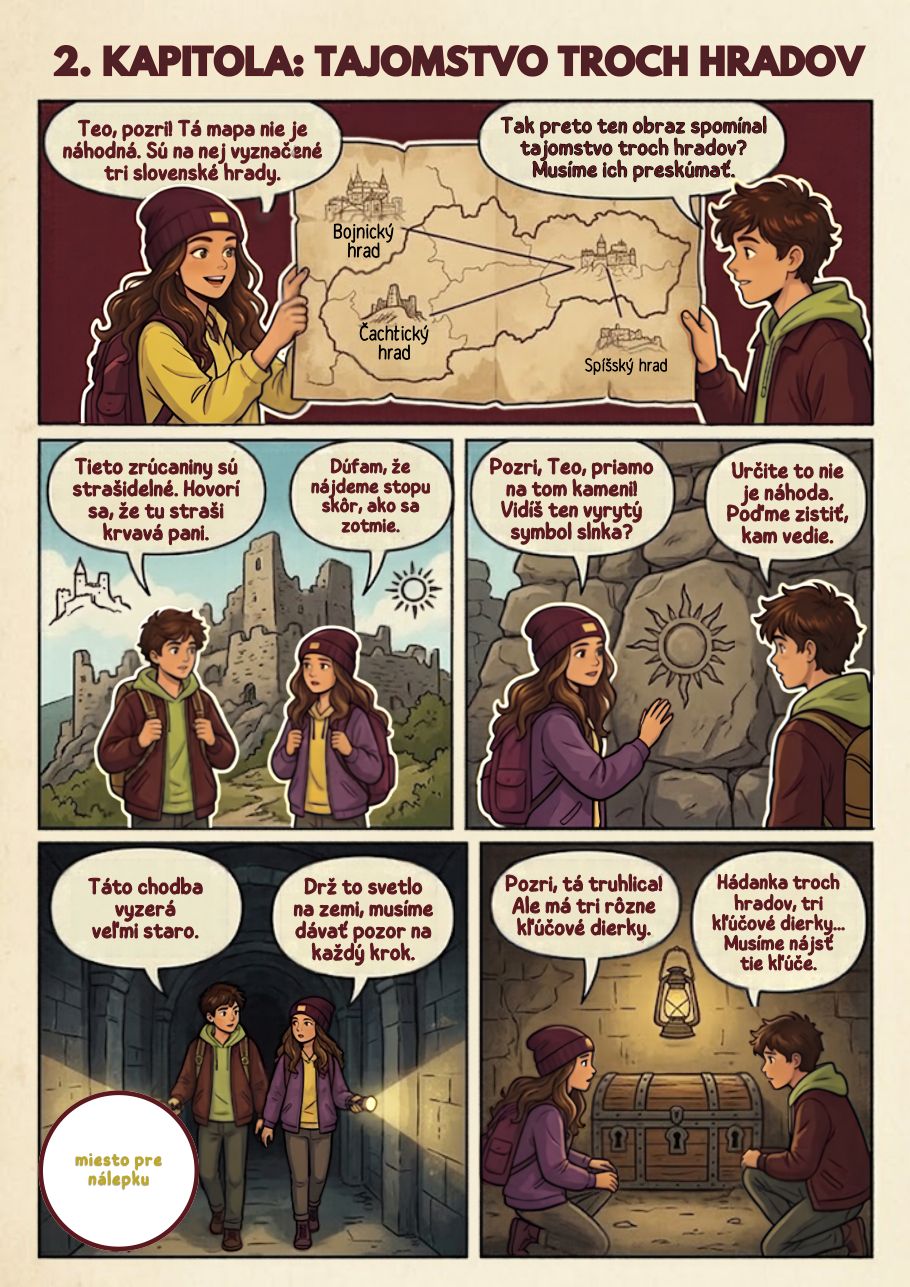 2. KAPITOLA: TAJOMSTVO TROCH HRADOV
Teo, pozri! Tá mapa nie je
náhodná. Sú na nej vyznačené
tri slovenské hrady.
Tak preto ten obraz spomínal
tajomstvo troch hradov?
Musíme ich preskúmať.
Bojnický
hrad
Čachtický
hrad
Spíšský hrad
Tieto zrúcaniny sú
strašidelné. Hovorí
sa, že tu straší
krvavá pani.
Dúfam, že
nájdeme stopu
skôr, ako sa
zotmie.
Pozri, Teo, priamo
na tom kameni!
Vidíš ten vyrytý
symbol slnka?
Určite to nie
je náhoda.
Poďme zistiť,
kam vedie.
Táto chodba
vyzerá
veľmi staro.
Drž to svetlo
na zemi, musíme
dávať pozor na
každý krok.
Pozri, tá truhlica!
Ale má tri rôzne
kľúčové dierky.
Hádanka troch
hradov, tri
kľúčové dierky...
Musíme nájsť
tie kľúče.
miesto pre
nálepku